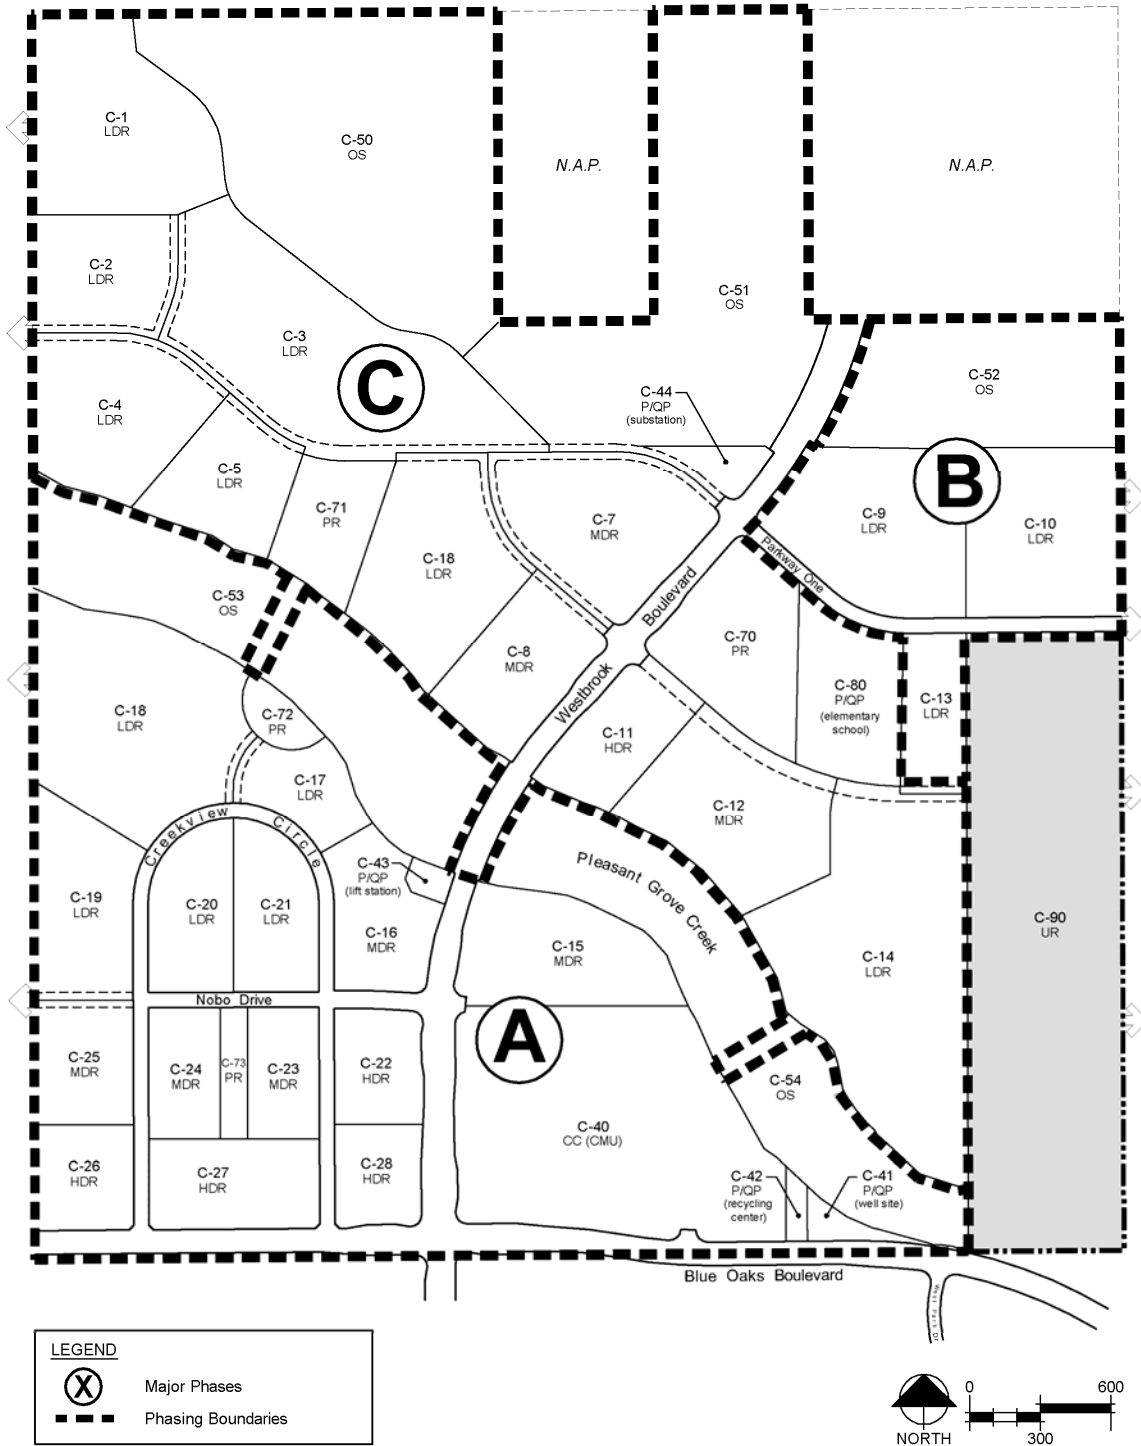 C-1
LDR
C-50
OS
N.A.P.
N.A.P.
C-2
LDR
C-51
OS
C-3
LDR
C
C-52
OS
C-44
P/QP
(substation)
C-4
LDR
C-5
LDR
B
C-71
PR
C-7
MDR
C-9
LDR
C-10
LDR
C-18
LDR
Parkway One
C-53
OS
Westbrook Boulevard
C-8
MDR
C-70
PR
C-80
P/QP
(elementary
school)
C-13
LDR
C-18
LDR
C-72
PR
C-11
HDR
C-17
LDR
C-12
MDR
Creekview Circle
C-43
P/QP
(lift station)
Pleasant Grove Creek
C-19
LDR
C-20
LDR
C-21
LDR
C-16
MDR
C-15
MDR
C-14
LDR
C-90
UR
Nobo Drive
A
C-25
MDR
C-24
MDR
C-73
PR
C-23
MDR
C-22
HDR
C-54
OS
C-40
CC (CMU)
C-26
HDR
C-27
HDR
C-28
HDR
C-42
P/QP
(recycling
center)
C-41
P/QP
(well site)
Blue Oaks Boulevard
West Park Dr
LEGEND
X
Major Phases
Phasing Boundaries
NORTH
0
600
300